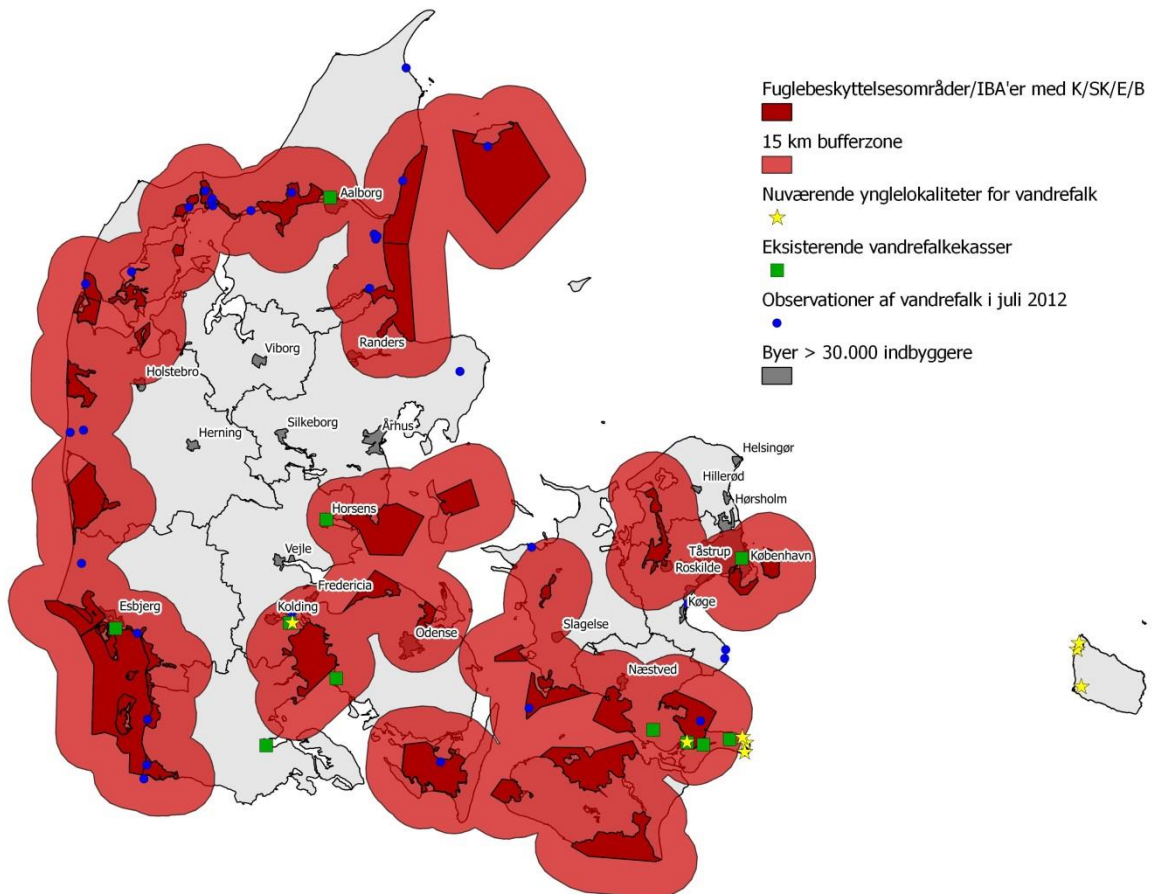 Fuglebeskyttelsesområder/IBA'er med K/SK/E/B
15 km bufferzone
Nuværende ynglelokaliteter for vandrefalk
Eksisterende vandrefalkekasser
Observationer af vandrefalk i juli 2012
Byer > 30.000 indbyggere
Aalborg
Randers
Viborg
Holstebro
Silkeborg
Århus
Herning
Helsingør
Hillerød
Hørsholm
Horsens
Tåstrup
København
Roskilde
Vejle
Fredericia
Køge
Esbjerg
Kolding
Slagelse
Odense
Næstved